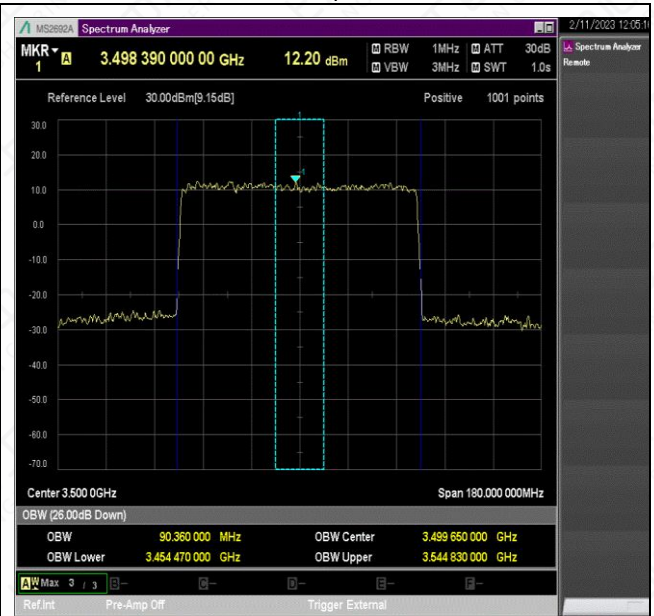 MS2692A Spectrum Analyzer
2/11/2023 12:05:1
MKR A 3.498 390 000 00 GHz 12.20 dBm M RBW 1MHz M ATT 30dB
1 M VBW 3MHz M SWT 1.0s
Spectrum Analyzer
Remote
Reference Level 30.00dBm[9.15dB] Positive 1001 points
1
30.0
20.0
1
10.0
0.0
-10.0
-20.0
-30.0
-40.0
-50.0
-60.0
-70.0
Center 3.500 0GHz Span 180.000 000MHz
OBW (26.00dB Down)
OBW 90.360 000 MHz OBW Center 3.499 650 000 GHz
OBW Lower 3.454 470 000 GHz OBW Upper 3.544 830 000 GHz
A W Max 3 / 3 B- C- D- E- F-
Ref.Int Pre-Amp Off Trigger External